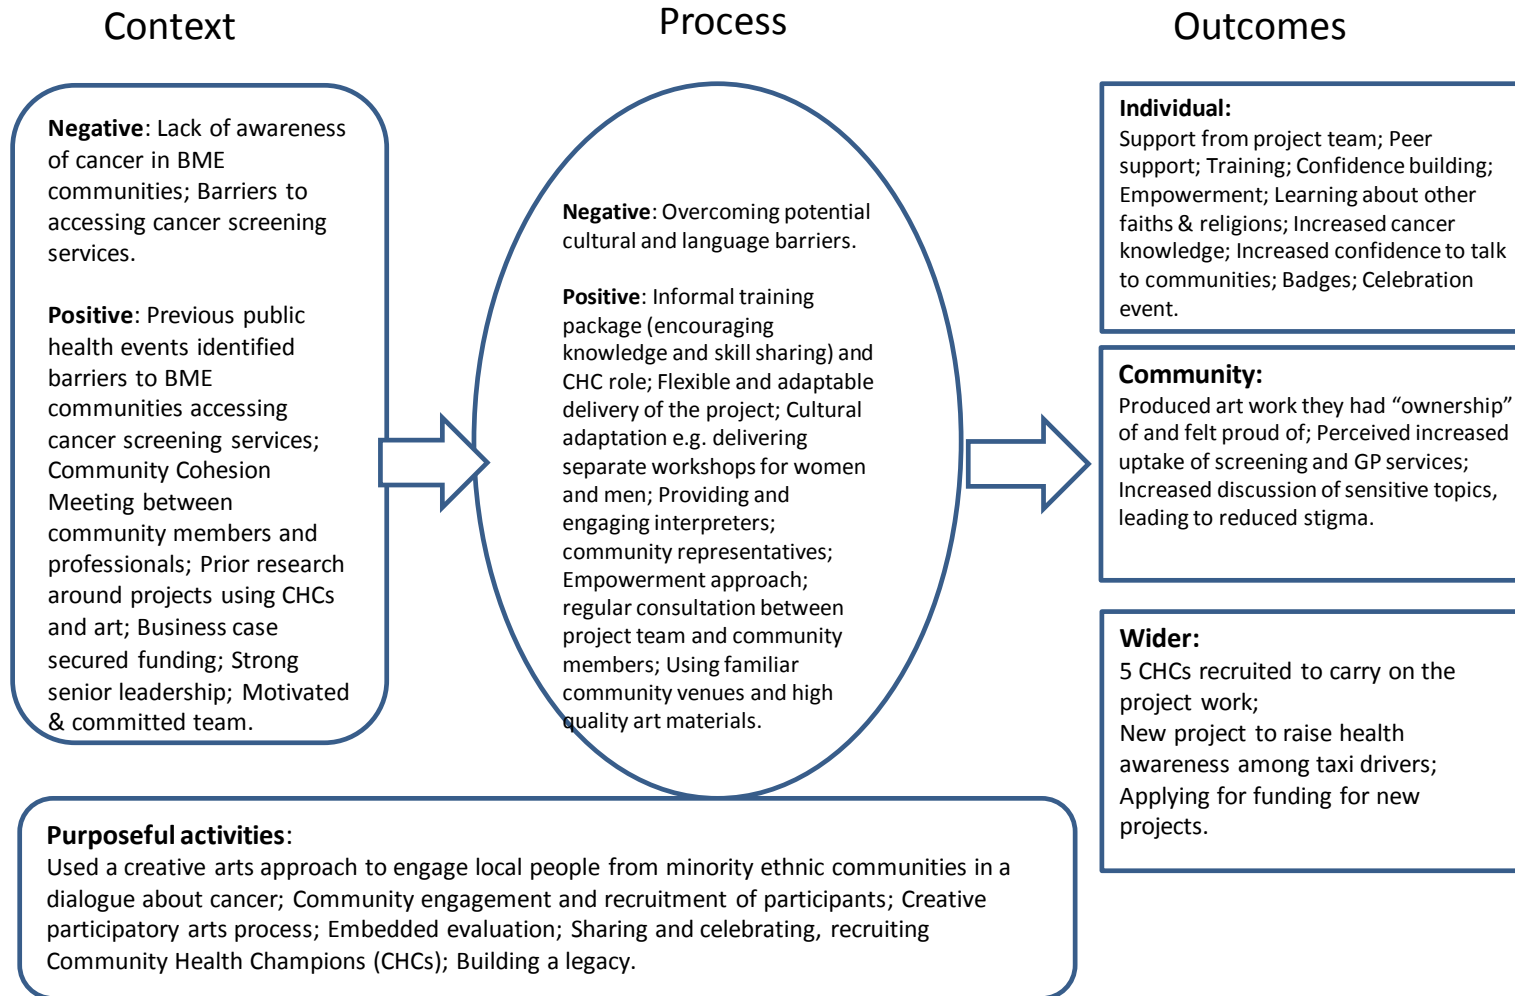 Context
Process
Outcomes
Negative: Lack of awareness
of cancer in BME
communities; Barriers to
accessing cancer screening
services.
Positive: Previous public
health events identified
barriers to BME
communities accessing
cancer screening services;
Community Cohesion
Meeting between
community members and
professionals; Prior research
around projects using CHCs
and art; Business case
secured funding; Strong
senior leadership; Motivated
& committed team.
Negative: Overcoming potential
cultural and language barriers.
Positive: Informal training
package (encouraging
knowledge and skill sharing) and
CHC role; Flexible and adaptable
delivery of the project; Cultural
adaptation e.g. delivering
separate workshops for women
and men; Providing and
engaging interpreters;
community representatives;
Empowerment approach;
regular consultation between
project team and community
members; Using familiar
community venues and high
quality art materials.
Individual:
Support from project team; Peer
support; Training; Confidence building;
Empowerment; Learning about other
faiths & religions; Increased cancer
knowledge; Increased confidence to talk
to communities; Badges; Celebration
event.
Community:
Produced art work they had “ownership”
of and felt proud of; Perceived increased
uptake of screening and GP services;
Increased discussion of sensitive topics,
leading to reduced stigma.
Wider:
5 CHCs recruited to carry on the
project work;
New project to raise health
awareness among taxi drivers;
Applying for funding for new
projects.
Purposeful activities:
Used a creative arts approach to engage local people from minority ethnic communities in a
dialogue about cancer; Community engagement and recruitment of participants; Creative
participatory arts process; Embedded evaluation; Sharing and celebrating, recruiting
Community Health Champions (CHCs); Building a legacy.